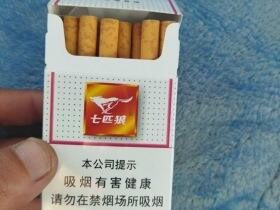 七匹狼
本公司提示
吸烟有害健康
请勿在禁烟场所吸烟